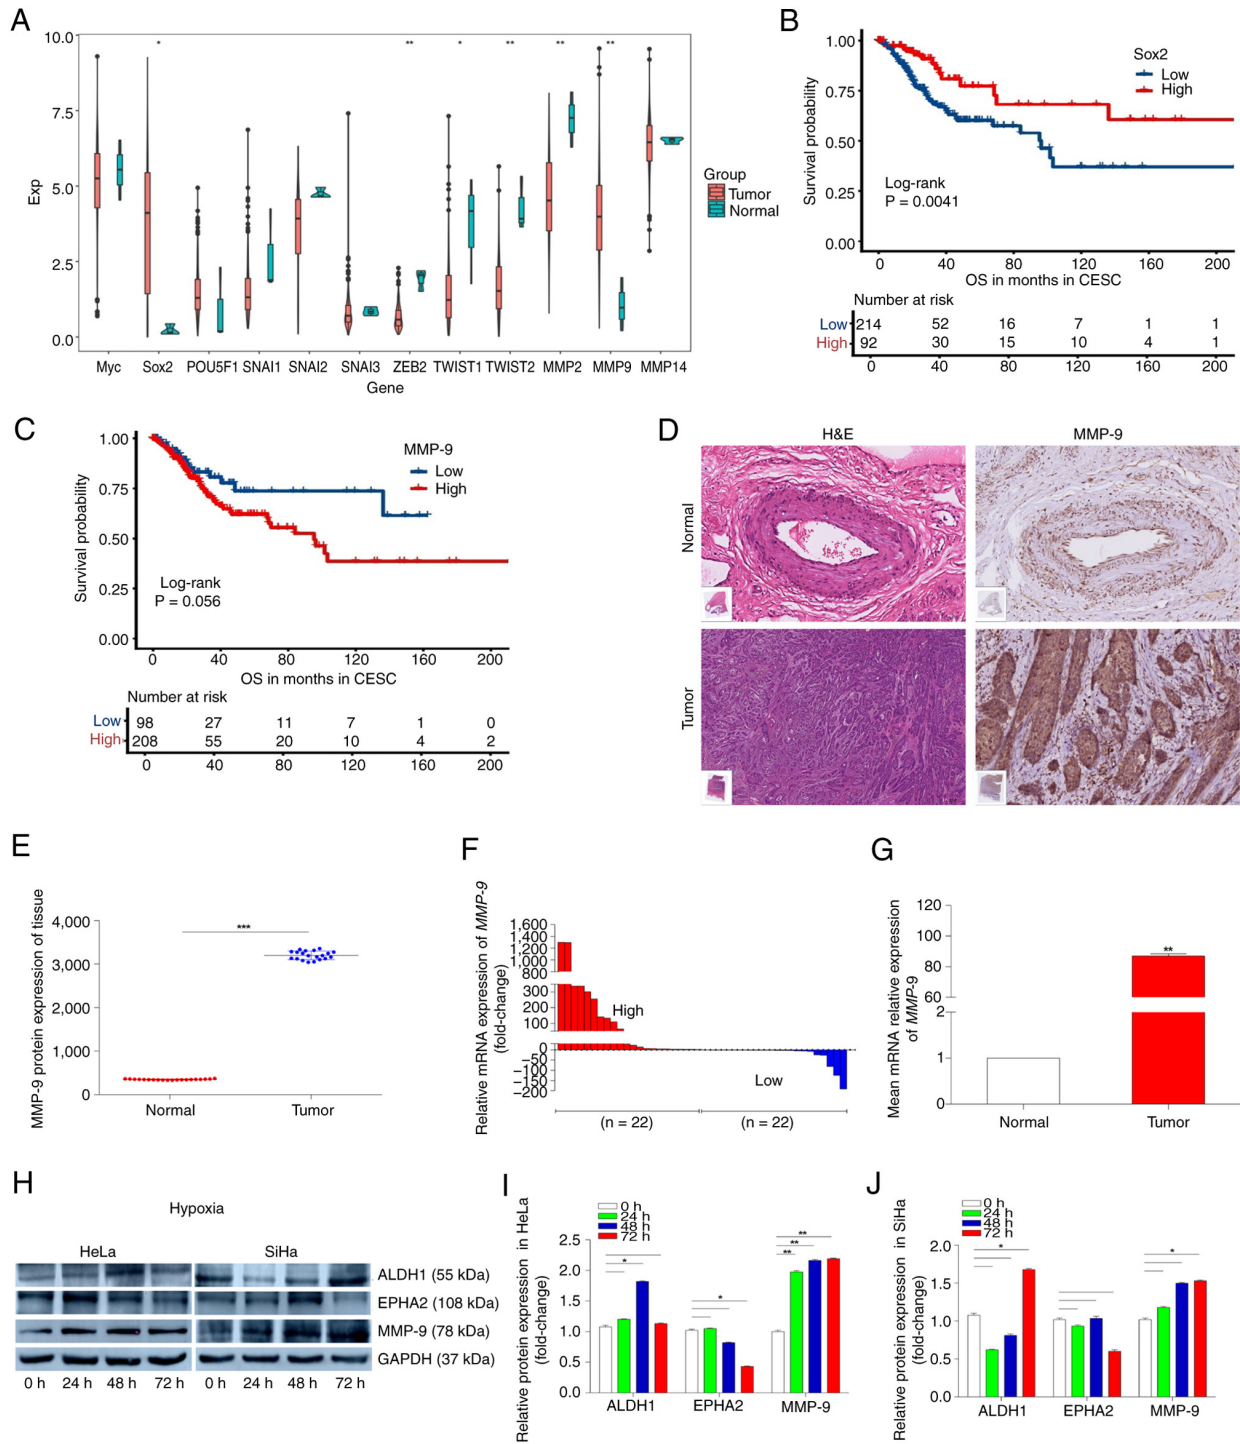 A
10.0
7.5
5.0
2.5
0.0
Exp
* ** * ** ** **
Myc Sox2 POU5F1 SNAI1 SNAI2 SNAI3 ZEB2 TWIST1 TWIST2 MMP2 MMP9 MMP14
Gene
Group
Tumor
Normal
B
Survival probability
1.00
0.75
0.50
0.25
0.00
Sox2
Low
High
Log-rank
P = 0.0041
0 40 80 120 160 200
OS in months in CESC
Number at risk
Low 214 52 16 7 1 1
High 92 30 15 10 4 1
0 40 80 120 160 200
C
Survival probability
1.00
0.75
0.50
0.25
0.00
MMP-9
Low
High
Log-rank
P = 0.056
0 40 80 120 160 200
OS in months in CESC
Number at risk
Low 98 27 11 7 1 0
High 208 55 20 10 4 2
0 40 80 120 160 200
D
H&E MMP-9
Normal
Tumor
E
MMP-9 protein expression of tissue
4,000
3,000
2,000
1,000
0
***
Normal Tumor
F
Relative mRNA expression of MMP-9
(fold-change)
1,600
1,400
1,200
1,000
800
300
200
100
0
−50
−100
−150
−200
High
Low
(n = 22) (n = 22)
G
Mean mRNA relative expression
of MMP-9
120
100
80
60
2
1
0
**
Normal Tumor
H
Hypoxia
HeLa SiHa
ALDH1 (55 kDa)
EPHA2 (108 kDa)
MMP-9 (78 kDa)
GAPDH (37 kDa)
0 h 24 h 48 h 72 h 0 h 24 h 48 h 72 h
I
Relative protein expression in HeLa
(fold-change)
0 h
24 h
48 h
72 h
2.5
2.0
1.5
1.0
0.5
0.0
* * ** ** **
ALDH1 EPHA2 MMP-9
J
Relative protein expression in SiHa
(fold-change)
0 h
24 h
48 h
72 h
2.0
1.5
1.0
0.5
0.0
* *
ALDH1 EPHA2 MMP-9